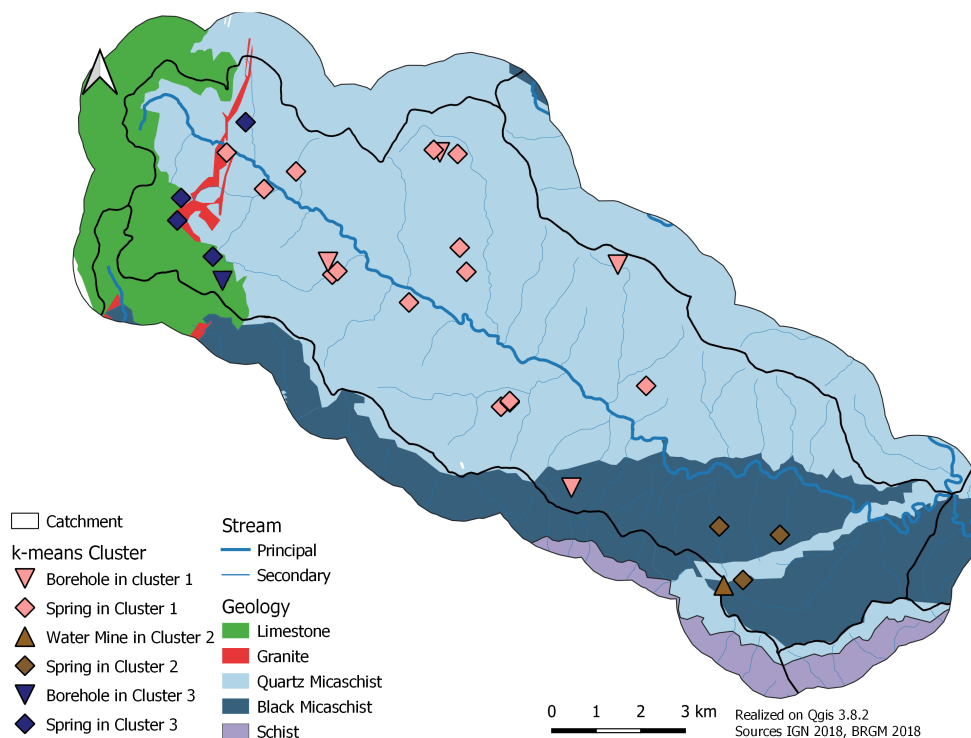 Catchment
k-means Cluster
Borehole in cluster 1
Spring in Cluster 1
Water Mine in Cluster 2
Spring in Cluster 2
Borehole in Cluster 3
Spring in Cluster 3
Stream
Principal
Secondary
Geology
Limestone
Granite
Quartz Micaschist
Black Micaschist
Schist
0 1 2 3 km
Realized on Qgis 3.8.2
Sources IGN 2018, BRGM 2018